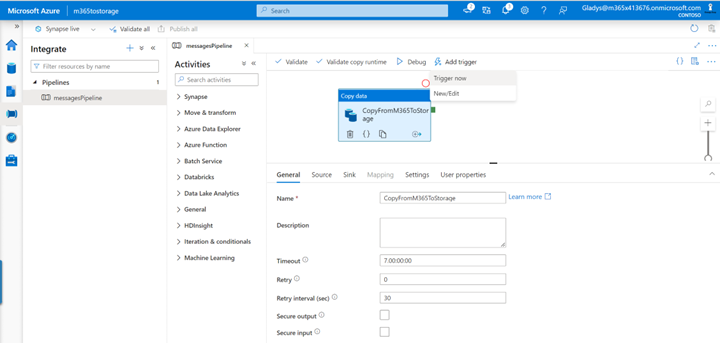 Microsoft Azure m365tostorage
Search
Gladys@m365x413676.onmicrosoft.com
CONTOSO
Synapse live
Validate all
Publish all
Integrate
Filter resources by name
Pipelines 1
messagesPipeline
messagesPipeline
Activities
Search activities
Synapse
Move & transform
Azure Data Explorer
Azure Function
Batch Service
Databricks
Data Lake Analytics
General
HDInsight
Iteration & conditionals
Machine Learning
Validate
Validate copy runtime
Debug
Add trigger
Trigger now
New/Edit
Copy data
CopyFromM365ToStor
age
General Source Sink Mapping Settings User properties
Name * CopyFromM365ToStorage Learn more
Description
Timeout 7.00:00:00
Retry 0
Retry interval (sec) 30
Secure output
Secure input